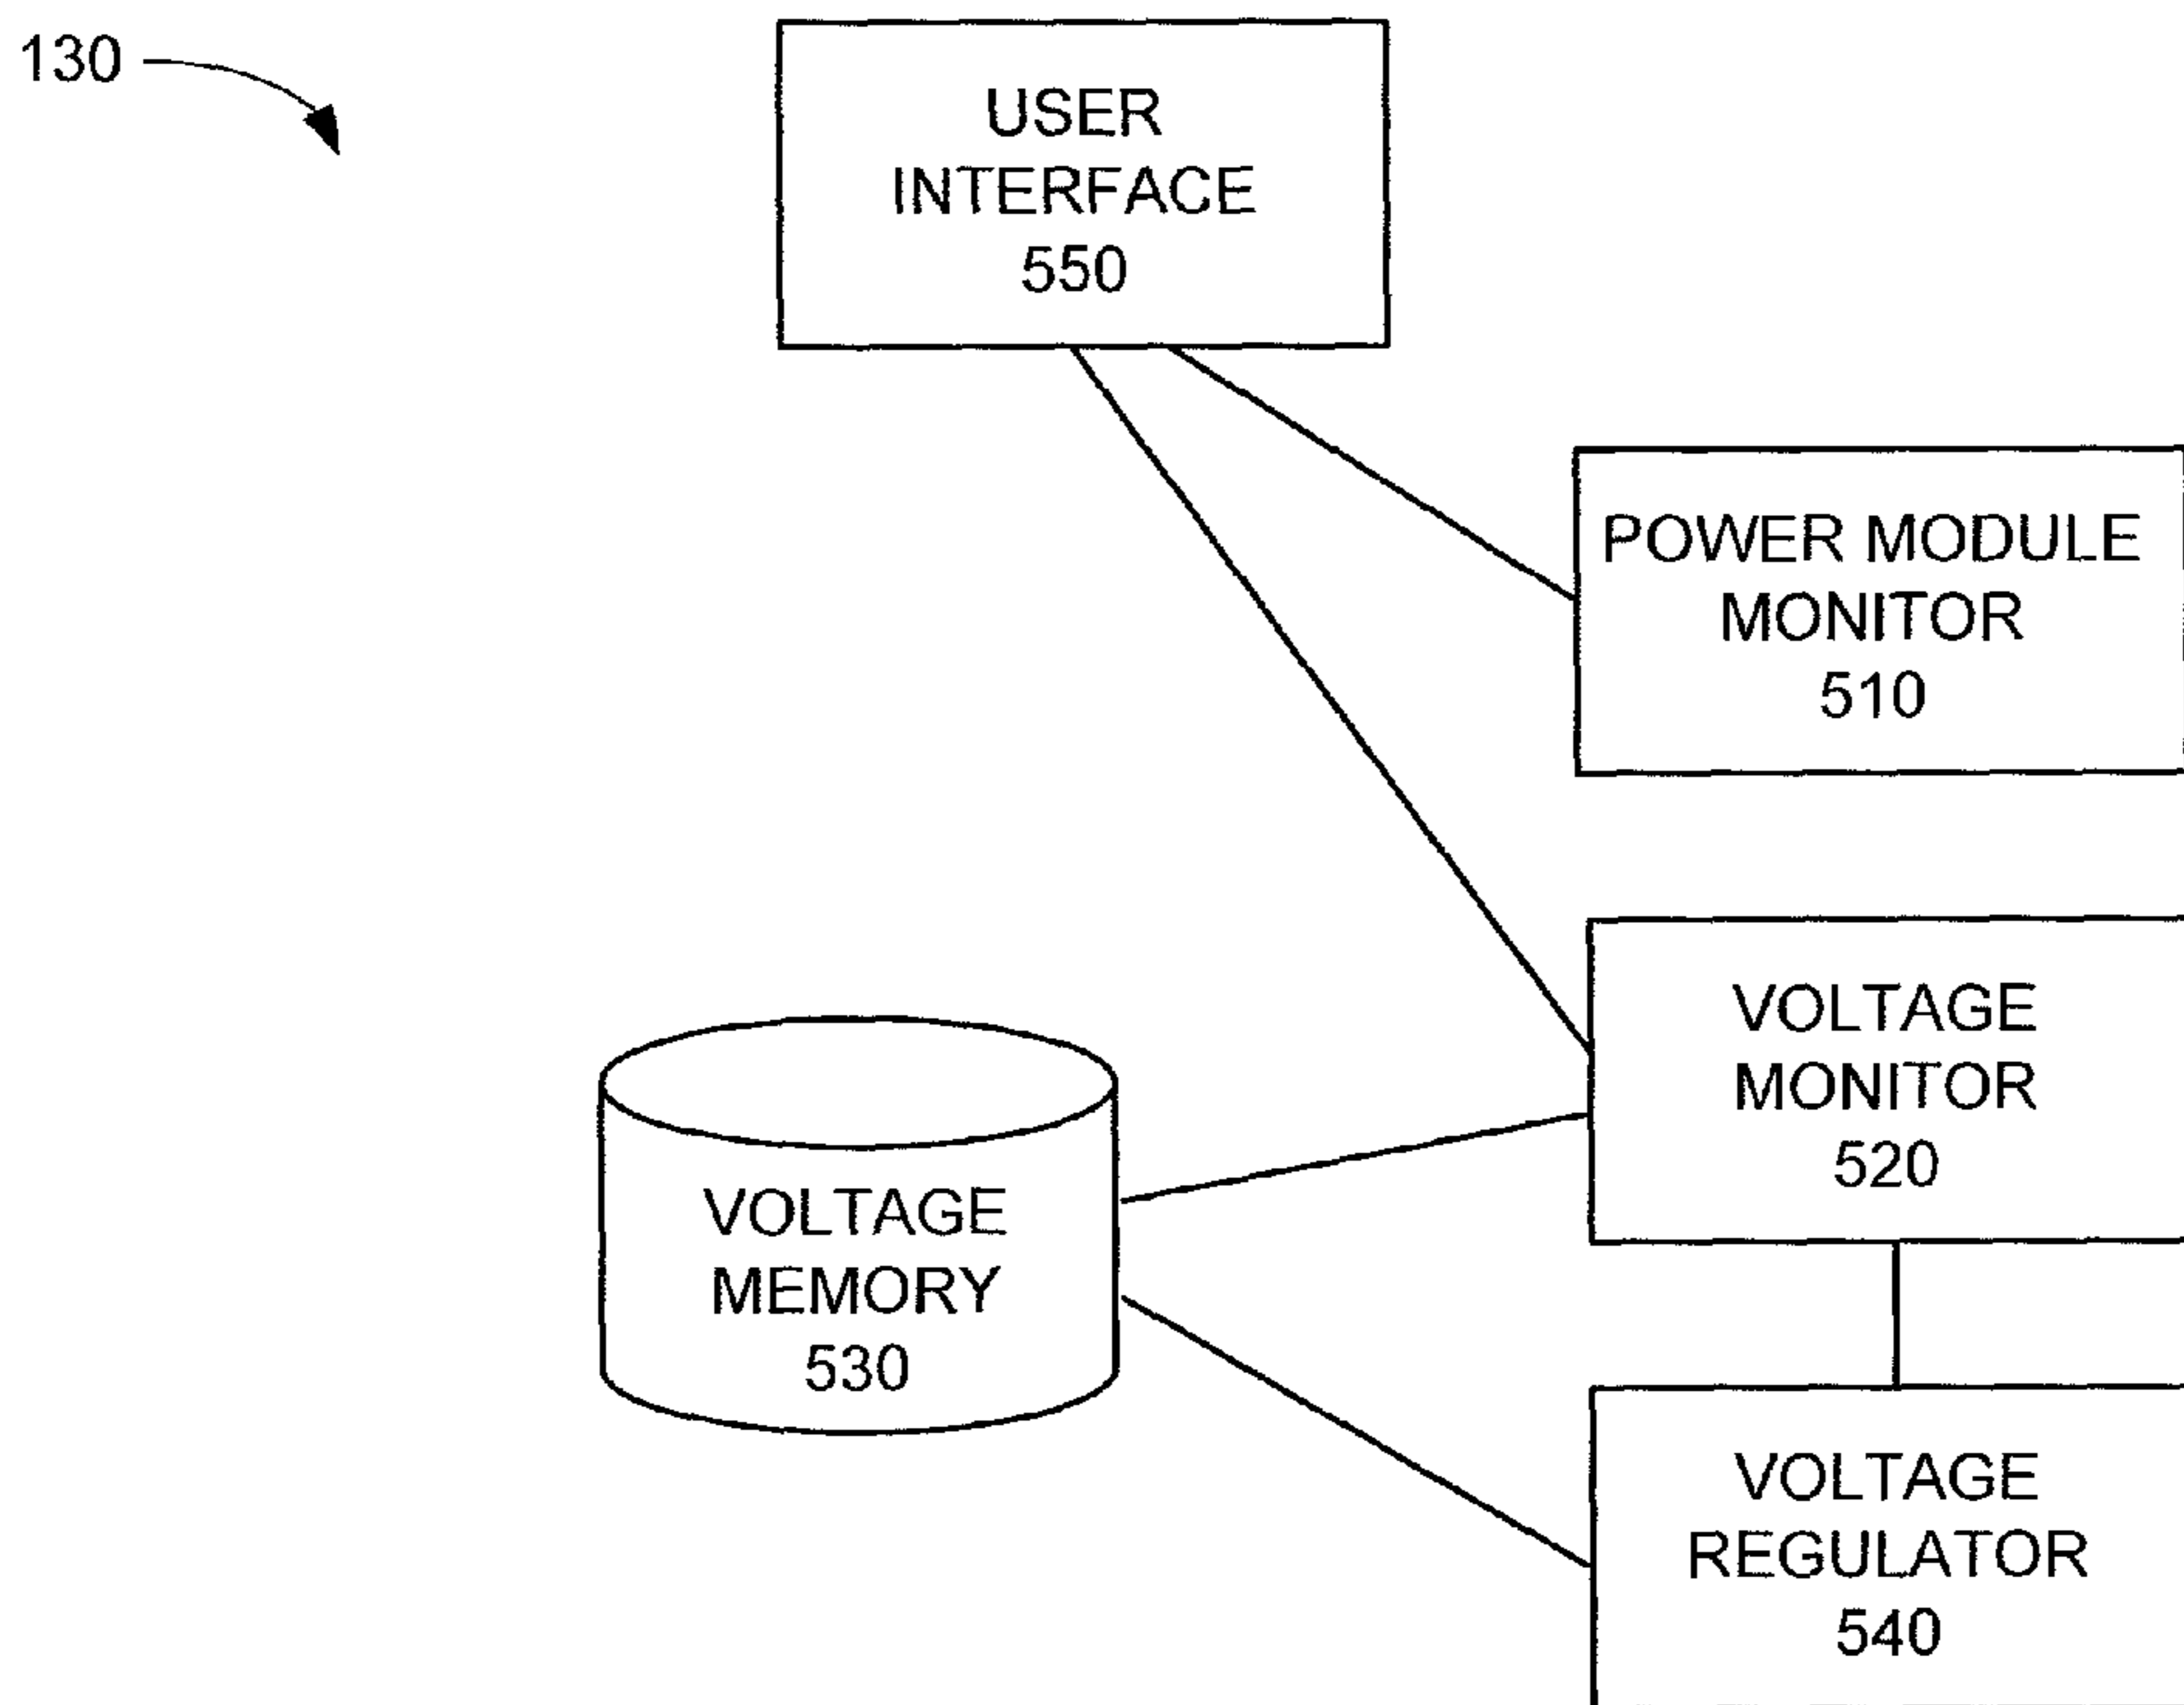 130
USER
INTERFACE
550
POWER MODULE
MONITOR
510
VOLTAGE
MONITOR
520
VOLTAGE
MEMORY
530
VOLTAGE
REGULATOR
540